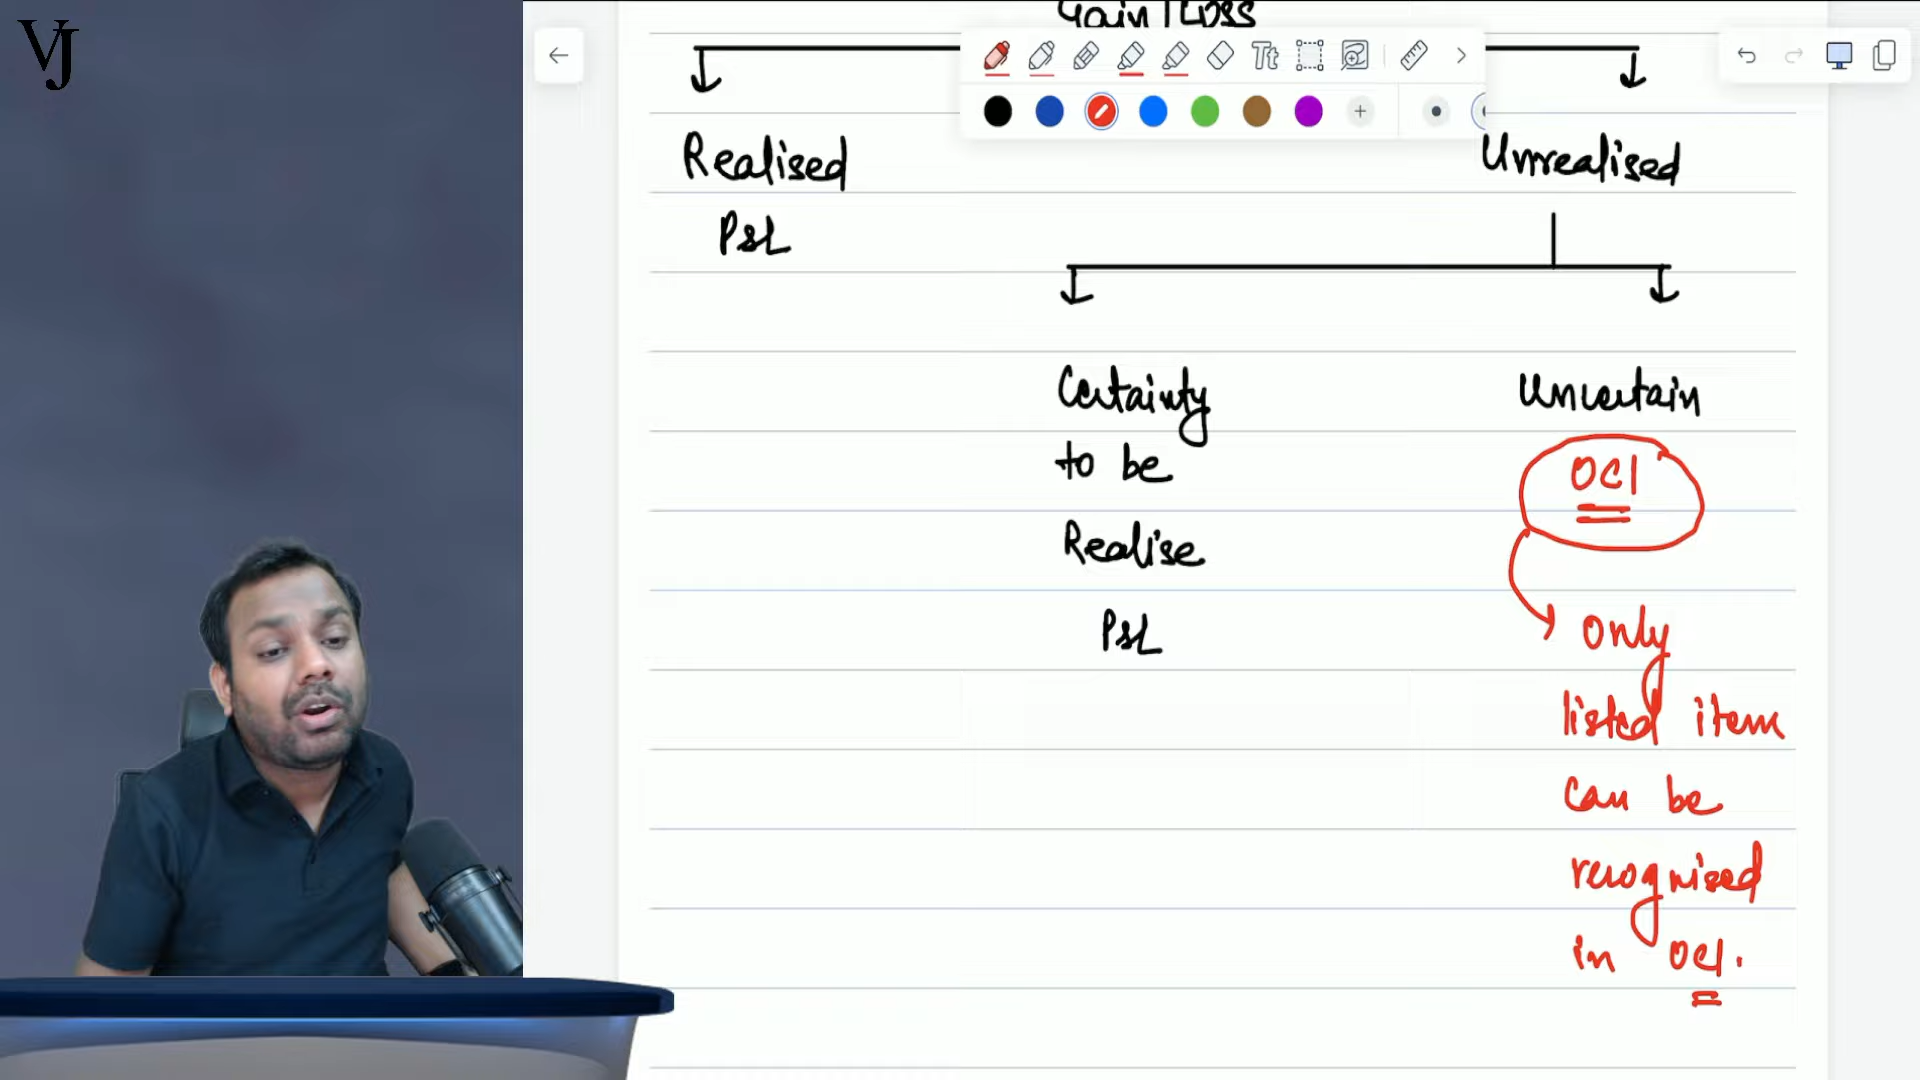 VJ
Gain / Loss
Tt
Realised
Unrealised
P&L
Certainty
Uncertain
to be
OCI
Realise
P&L
Only
listed item
Can be
recognised
in OCI.